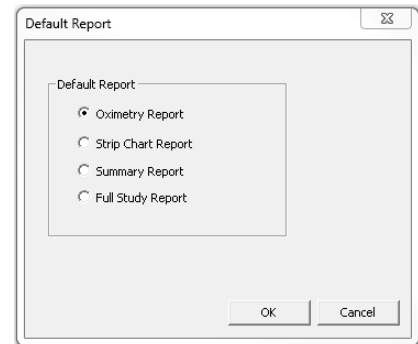 Default Report
Default Report
Oximetry Report
Strip Chart Report
Summary Report
Full Study Report
OK Cancel